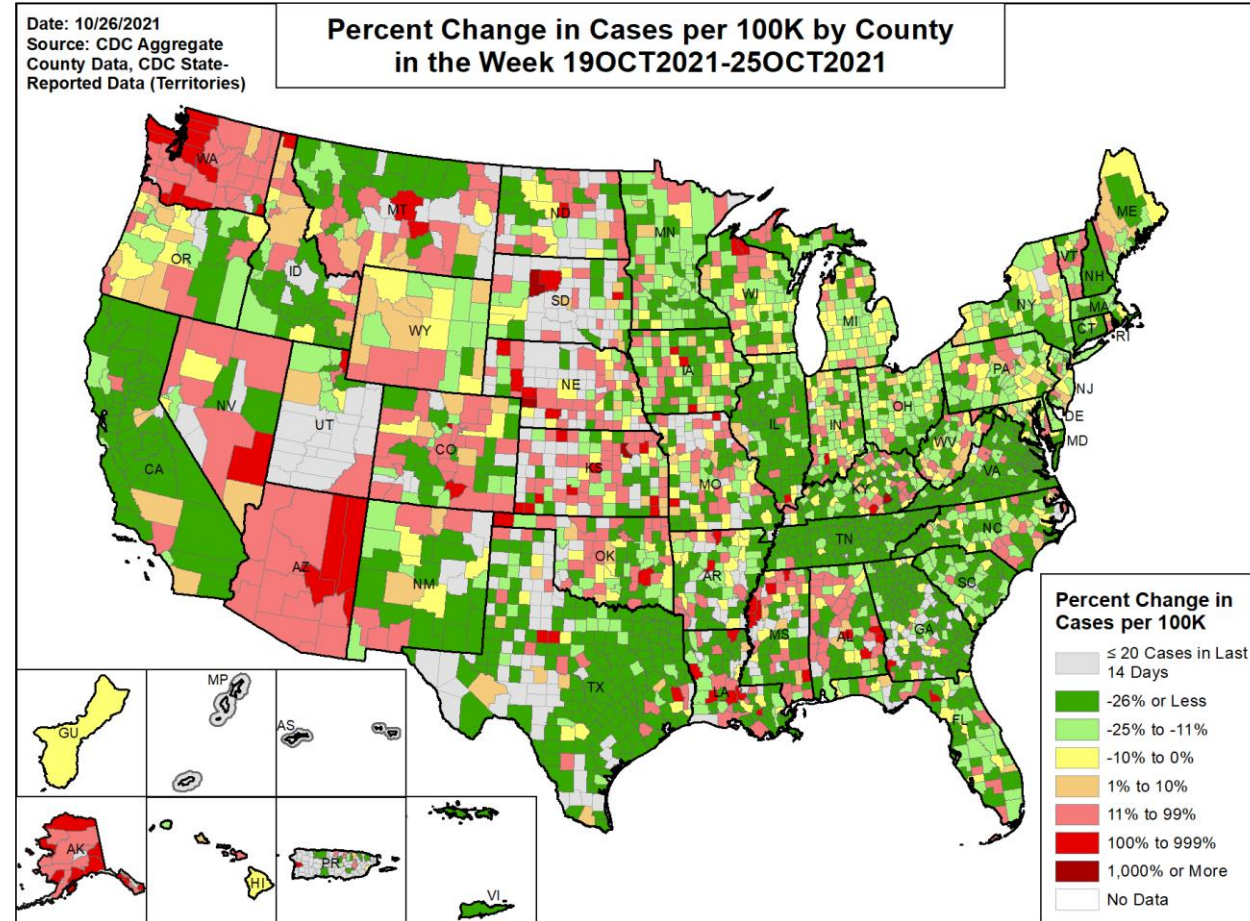 Date: 10/26/2021
Source: CDC Aggregate
County Data, CDC State-
Reported Data (Territories)
Percent Change in Cases per 100K by County
in the Week 19OCT2021-25OCT2021
WA
MT
ND
MN
ME
OR
ID
SD
WI
VT
NH
NY
MA
CT
RI
WY
MI
IA
PA
NJ
NE
NV
UT
OH
DE
IL
IN
MD
CA
CO
WV
KS
MO
VA
KY
NC
TN
AZ
OK
NM
AR
SC
MS
AL
GA
TX
LA
FL
MP
GU
AS
AK
HI
PR
VI
Percent Change in
Cases per 100K
≤ 20 Cases in Last
14 Days
-26% or Less
-25% to -11%
-10% to 0%
1% to 10%
11% to 99%
100% to 999%
1,000% or More
No Data